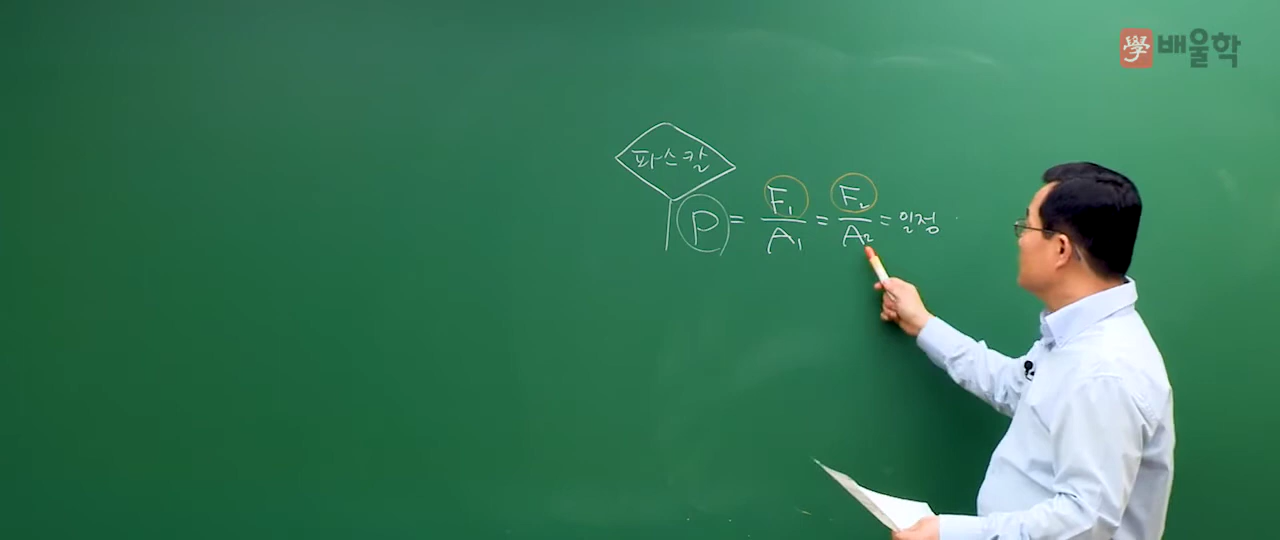 學 배울학
파스칼
P = F₁/A₁ = F₂/A₂ = 일정